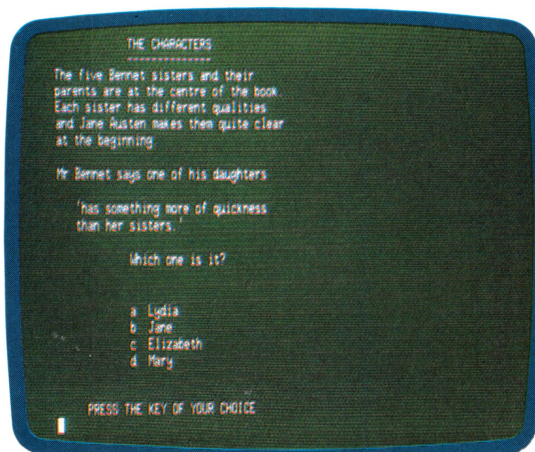 THE CHARACTERS
--------------
The five Bennet sisters and their
parents are at the centre of the book.
Each sister has different qualities
and Jane Austen makes them quite clear
at the beginning.
Mr Bennet says one of his daughters
'has something more of quickness
than her sisters.'
Which one is it?
a Lydia
b Jane
c Elizabeth
d Mary
PRESS THE KEY OF YOUR CHOICE